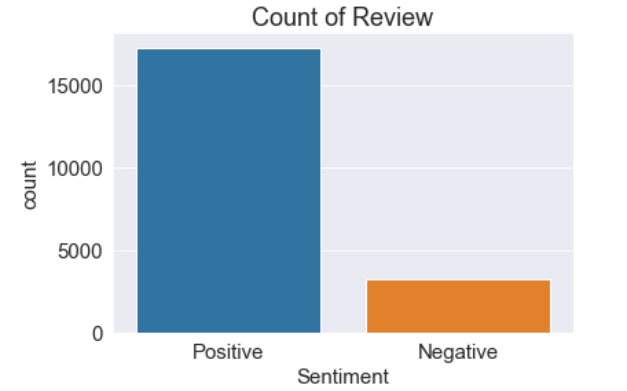 Count of Review
15000
10000
5000
0
count
Positive Negative
Sentiment